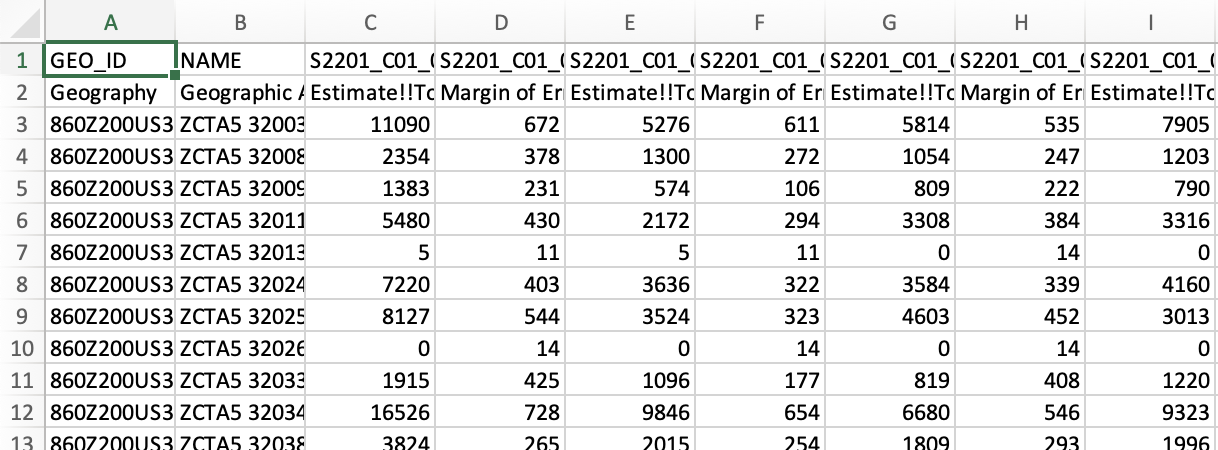 A B C D E F G H I
1 GEO_ID NAME S2201_C01_( S2201_C01_( S2201_C01_( S2201_C01_( S2201_C01_( S2201_C01_( S2201_C01_(
2 Geography Geographic A Estimate!!To Margin of Er Estimate!!To Margin of Er Estimate!!To Margin of Er Estimate!!To
3 860Z200US3 ZCTA5 32003 11090 672 5276 611 5814 535 7905
4 860Z200US3 ZCTA5 32008 2354 378 1300 272 1054 247 1203
5 860Z200US3 ZCTA5 32009 1383 231 574 106 809 222 790
6 860Z200US3 ZCTA5 32011 5480 430 2172 294 3308 384 3316
7 860Z200US3 ZCTA5 32013 5 11 5 11 0 14 0
8 860Z200US3 ZCTA5 32024 7220 403 3636 322 3584 339 4160
9 860Z200US3 ZCTA5 32025 8127 544 3524 323 4603 452 3013
10 860Z200US3 ZCTA5 32026 0 14 0 14 0 14 0
11 860Z200US3 ZCTA5 32033 1915 425 1096 177 819 408 1220
12 860Z200US3 ZCTA5 32034 16526 728 9846 654 6680 546 9323
13 860Z200US3 ZCTA5 32038 3824 265 2015 254 1809 293 1996